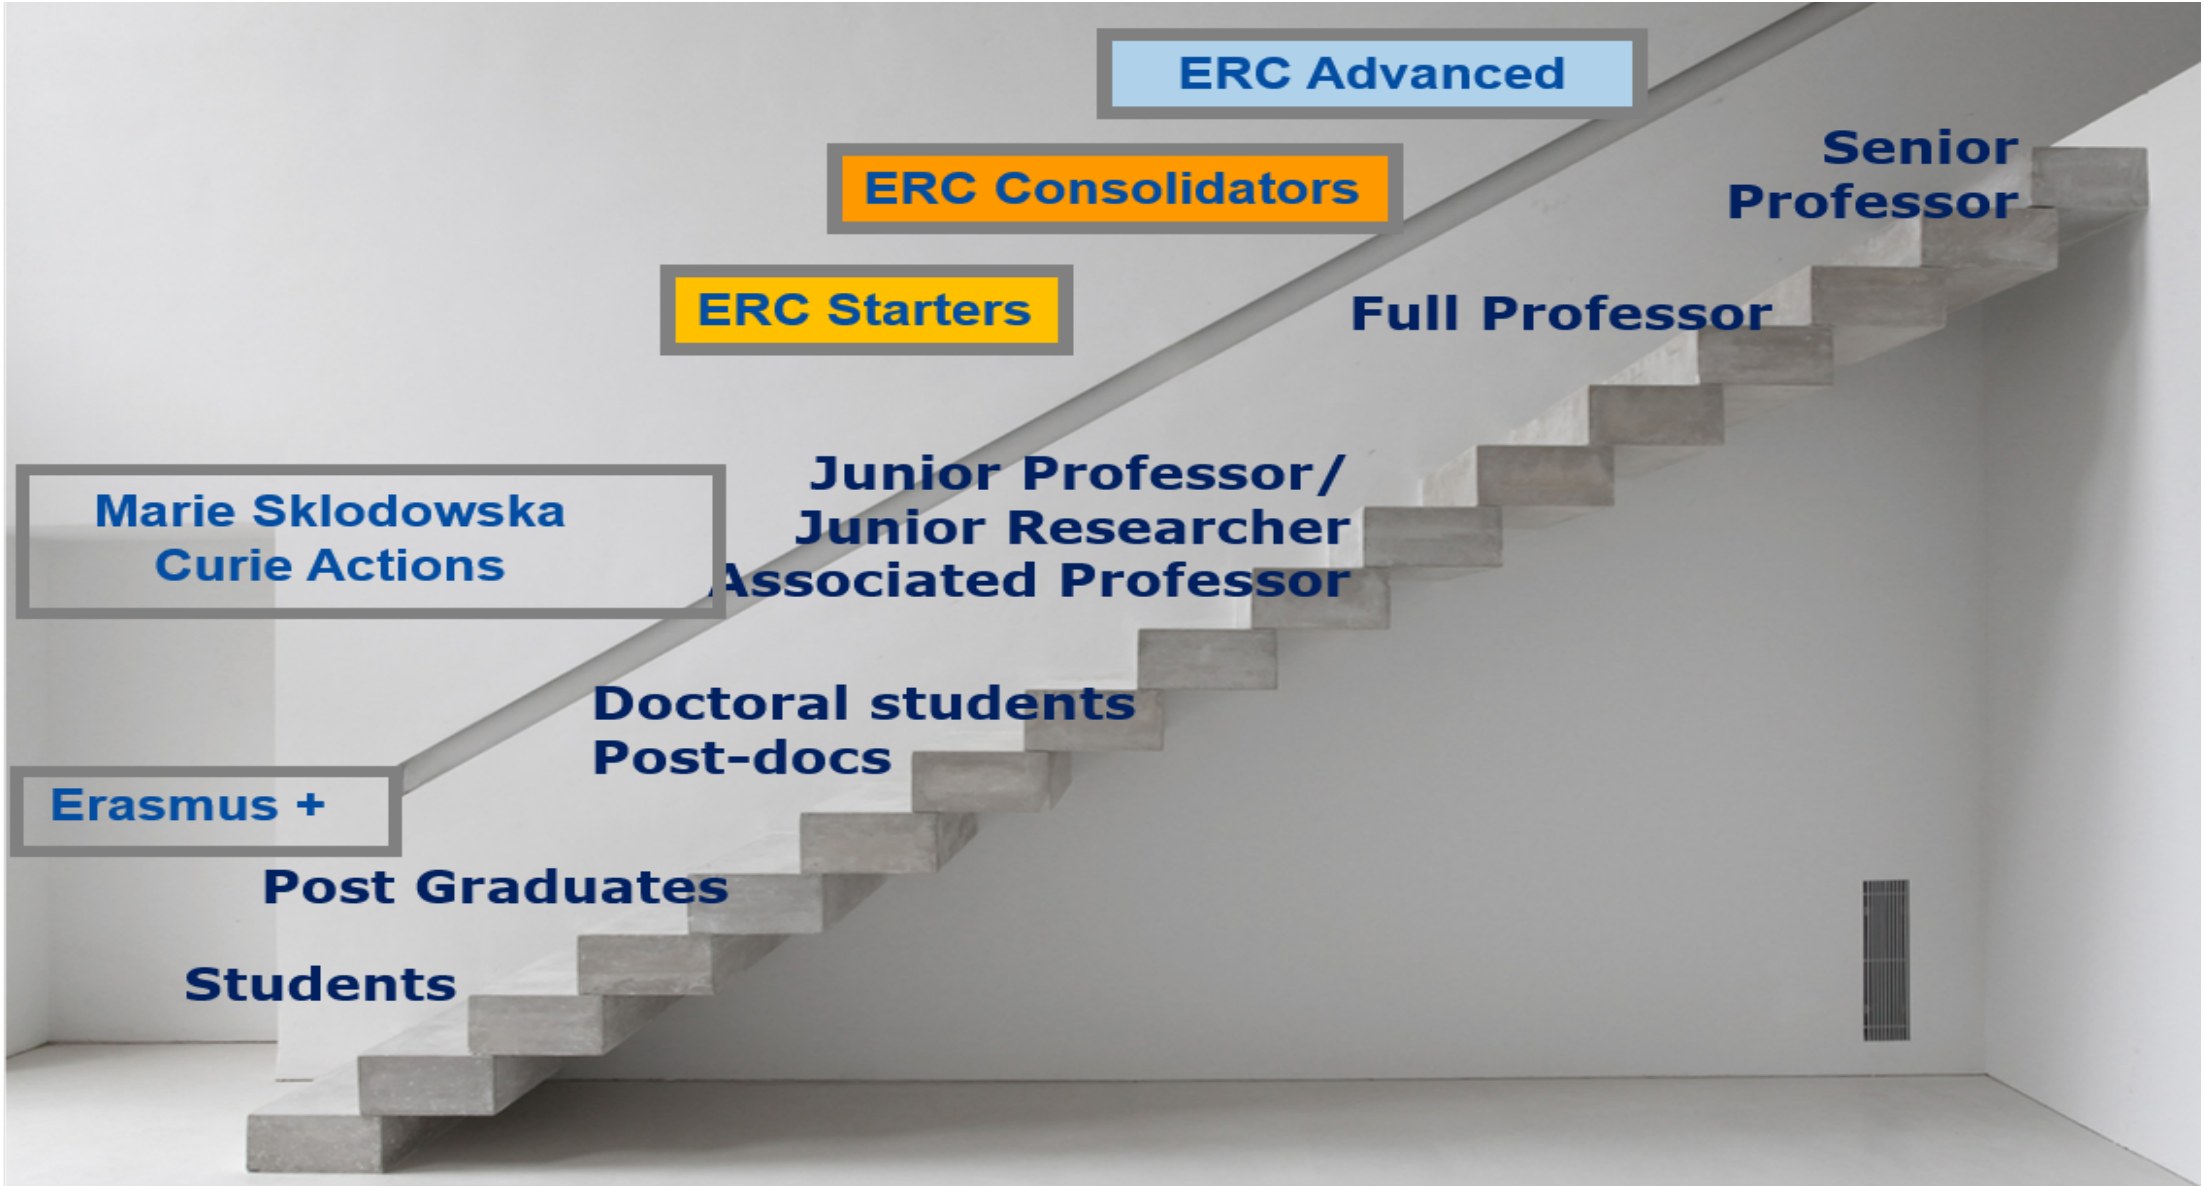 ERC Advanced
Senior
Professor
ERC Consolidators
ERC Starters
Full Professor
Junior Professor/
Junior Researcher
Associated Professor
Marie Sklodowska
Curie Actions
Doctoral students
Post-docs
Erasmus +
Post Graduates
Students